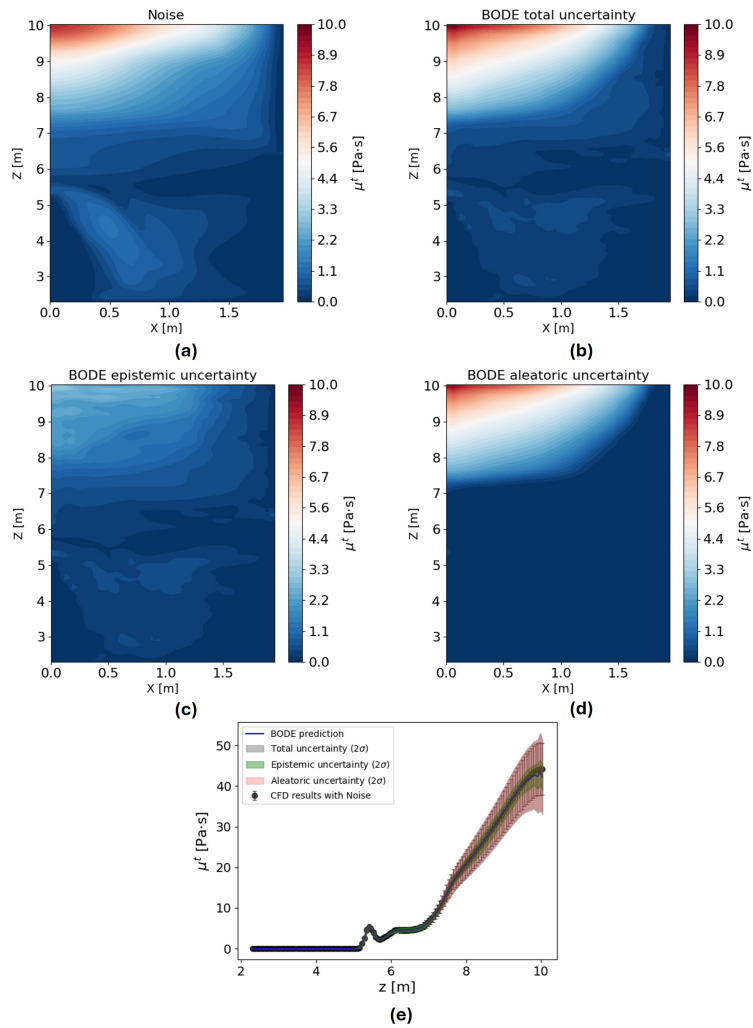 Noise
10
9
8
7
6
5
4
3
Z [m]
0.0 0.5 1.0 1.5
X [m]
10.0
8.9
7.8
6.7
5.6
4.4
3.3
2.2
1.1
0.0
μᵗ [Pa·s]
(a)
BODE total uncertainty
10
9
8
7
6
5
4
3
Z [m]
0.0 0.5 1.0 1.5
X [m]
10.0
8.9
7.8
6.7
5.6
4.4
3.3
2.2
1.1
0.0
μᵗ [Pa·s]
(b)
BODE epistemic uncertainty
10
9
8
7
6
5
4
3
Z [m]
0.0 0.5 1.0 1.5
X [m]
10.0
8.9
7.8
6.7
5.6
4.4
3.3
2.2
1.1
0.0
μᵗ [Pa·s]
(c)
BODE aleatoric uncertainty
10
9
8
7
6
5
4
3
Z [m]
0.0 0.5 1.0 1.5
X [m]
10.0
8.9
7.8
6.7
5.6
4.4
3.3
2.2
1.1
0.0
μᵗ [Pa·s]
(d)
BODE prediction
Total uncertainty (2σ)
Epistemic uncertainty (2σ)
Aleatoric uncertainty (2σ)
CFD results with Noise
50
40
30
20
10
0
μᵗ [Pa·s]
2 4 6 8 10
z [m]
(e)